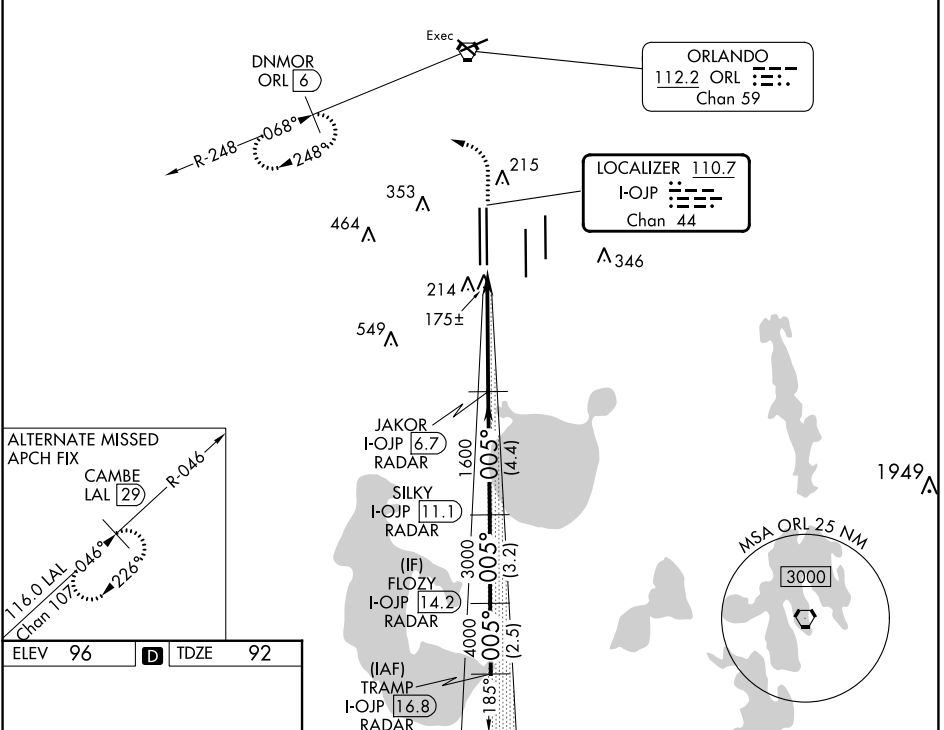 Exec
DNMOR
ORL 6
ORLANDO
112.2 ORL
Chan 59
R-248
068°
248°
215
LOCALIZER 110.7
I-OJP
Chan 44
353
464
346
214
175±
549
JAKOR
I-OJP 6.7
RADAR
1600
005°
(4.4)
SILKY
I-OJP 11.1
RADAR
3000
005°
(3.2)
(IF)
FLOZY
I-OJP 14.2
RADAR
4000
005°
(2.5)
(IAF)
TRAMP
I-OJP 16.8
RADAR
185°
ALTERNATE MISSED
APCH FIX
CAMBE
LAL 29
R-046
046°
226°
116.0 LAL
Chan 107
1949
MSA ORL 25 NM
3000
ELEV 96 D TDZE 92